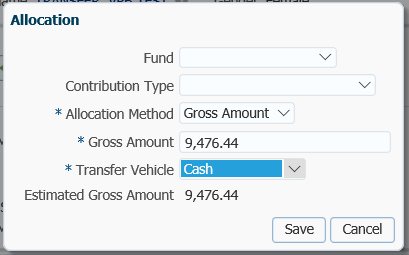 Allocation
Fund
Contribution Type
* Allocation Method Gross Amount
* Gross Amount 9,476.44
* Transfer Vehicle Cash
Estimated Gross Amount 9,476.44
Save Cancel